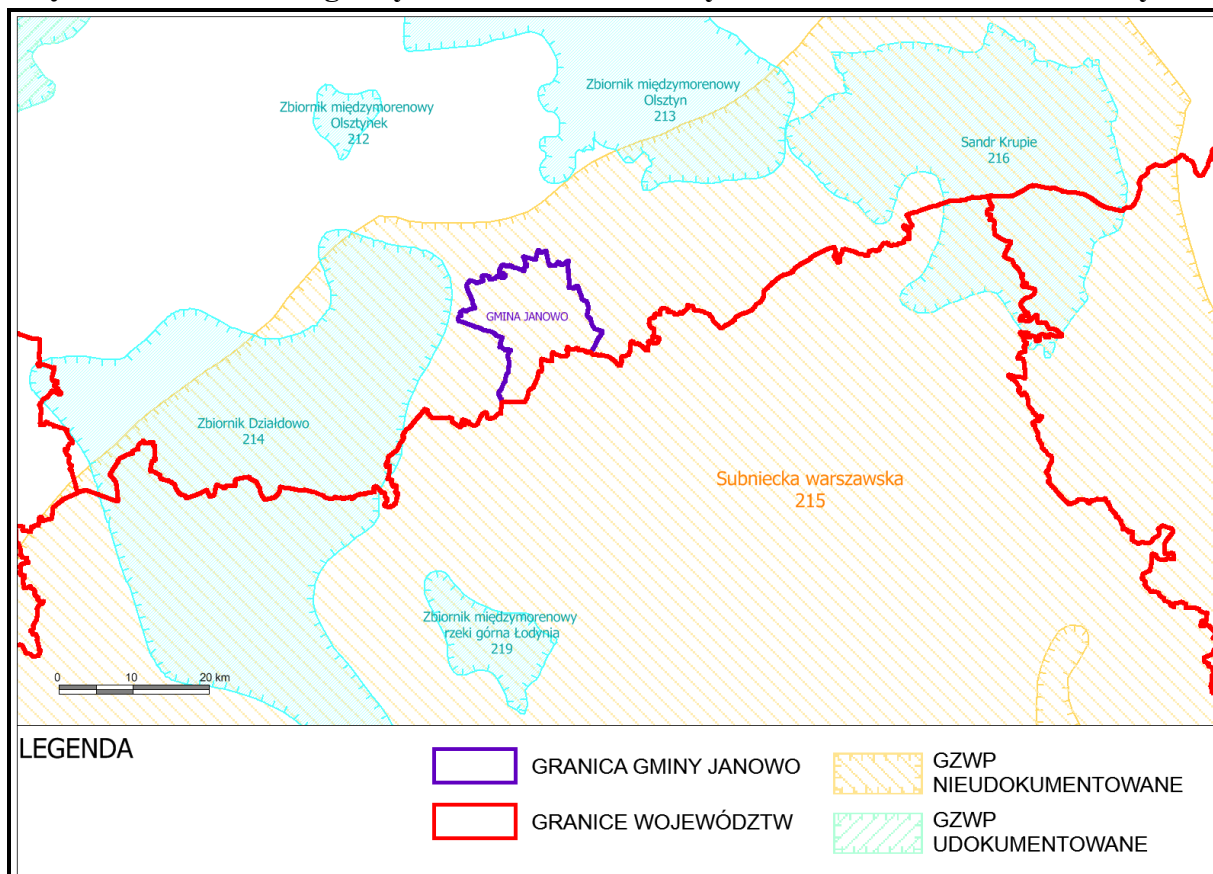 Zbiornik międzymorenowy
Olsztynek
212
Zbiornik międzymorenowy
Olsztyn
213
Sandr Krupie
216
GMINA JANOWO
Zbiornik Działdowo
214
Subniecka warszawska
215
Zbiornik międzymorenowy
rzeki górna Łodynia
219
0 10 20 km
LEGENDA
GRANICA GMINY JANOWO
GRANICE WOJEWÓDZTW
GZWP
NIEUDOKUMENTOWANE
GZWP
UDOKUMENTOWANE